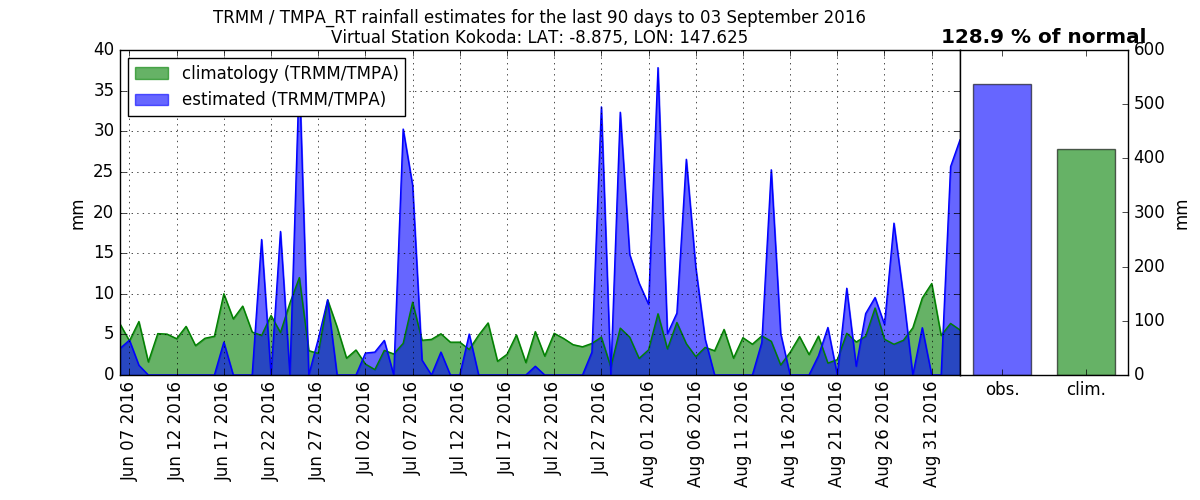 TRMM / TMPA_RT rainfall estimates for the last 90 days to 03 September 2016
Virtual Station Kokoda: LAT: -8.875, LON: 147.625
128.9 % of normal
climatology (TRMM/TMPA)
estimated (TRMM/TMPA)
mm
40
35
30
25
20
15
10
5
0
Jun 07 2016
Jun 12 2016
Jun 17 2016
Jun 22 2016
Jun 27 2016
Jul 02 2016
Jul 07 2016
Jul 12 2016
Jul 17 2016
Jul 22 2016
Jul 27 2016
Aug 01 2016
Aug 06 2016
Aug 11 2016
Aug 16 2016
Aug 21 2016
Aug 26 2016
Aug 31 2016
obs.
clim.
600
500
400
300
200
100
0
mm